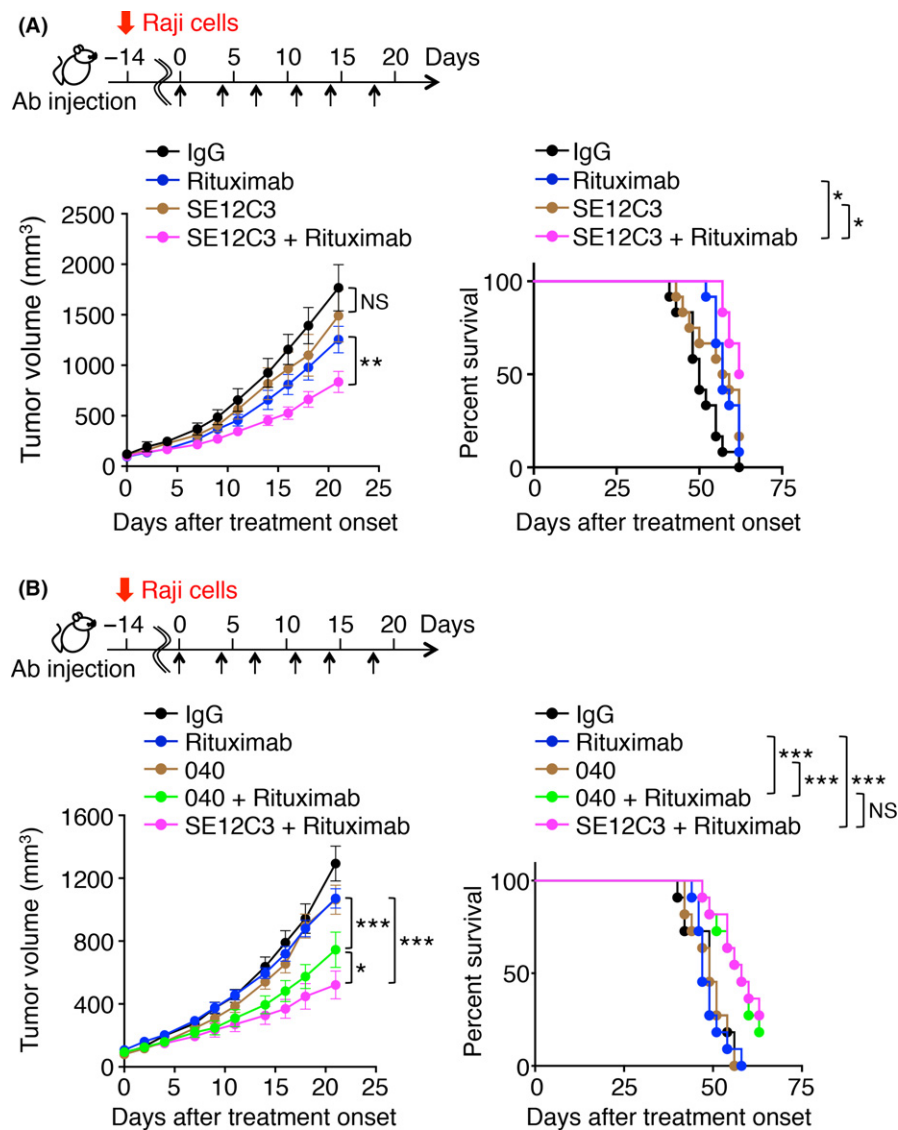 (A)
Raji cells
−14 0 5 10 15 20 Days
Ab injection
IgG
Rituximab
SE12C3
SE12C3 + Rituximab
Tumor volume (mm³)
2500
2000
1500
1000
500
0
NS
**
0 5 10 15 20 25
Days after treatment onset
IgG
Rituximab
SE12C3
SE12C3 + Rituximab
*
*
Percent survival
100
50
0
0 25 50 75
Days after treatment onset
(B)
Raji cells
−14 0 5 10 15 20 Days
Ab injection
IgG
Rituximab
040
040 + Rituximab
SE12C3 + Rituximab
Tumor volume (mm³)
1600
1200
800
400
0
***
***
*
0 5 10 15 20 25
Days after treatment onset
IgG
Rituximab
040
040 + Rituximab
SE12C3 + Rituximab
***
***
***
NS
Percent survival
100
50
0
0 25 50 75
Days after treatment onset